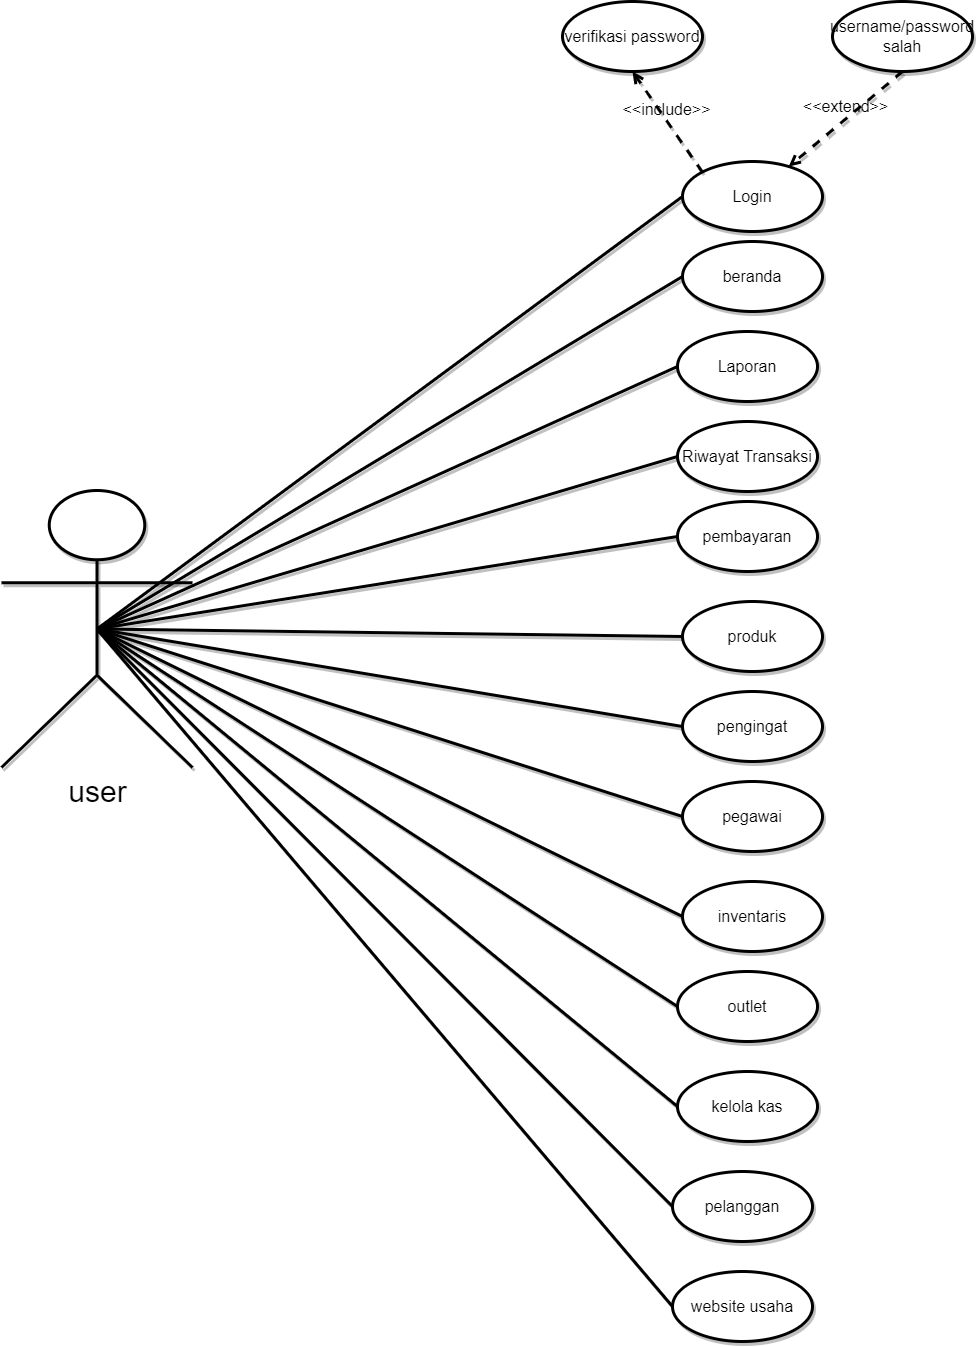 verifikasi password
username/password
salah
<<include>>
<<extend>>
Login
beranda
Laporan
Riwayat Transaksi
pembayaran
produk
pengingat
user
pegawai
inventaris
outlet
kelola kas
pelanggan
website usaha